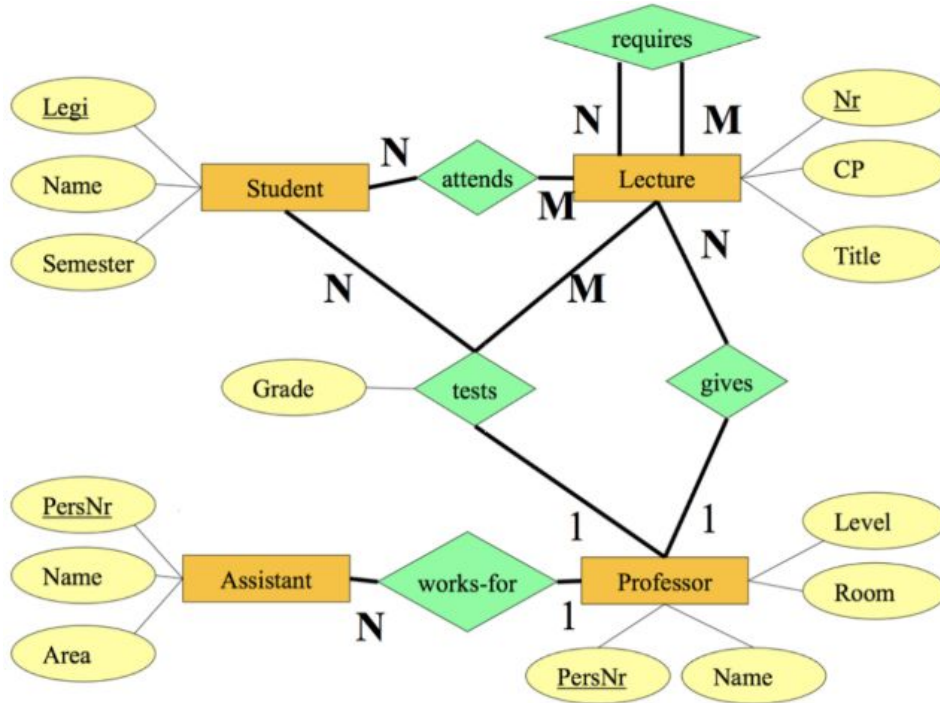 requires
Legi
Nr
N
M
N
CP
Name
attends
Student
Lecture
M
Semester
N
Title
N
M
Grade
tests
gives
PersNr
1
1
Level
Name
Assistant
works-for
Professor
Room
N
1
Area
PersNr
Name